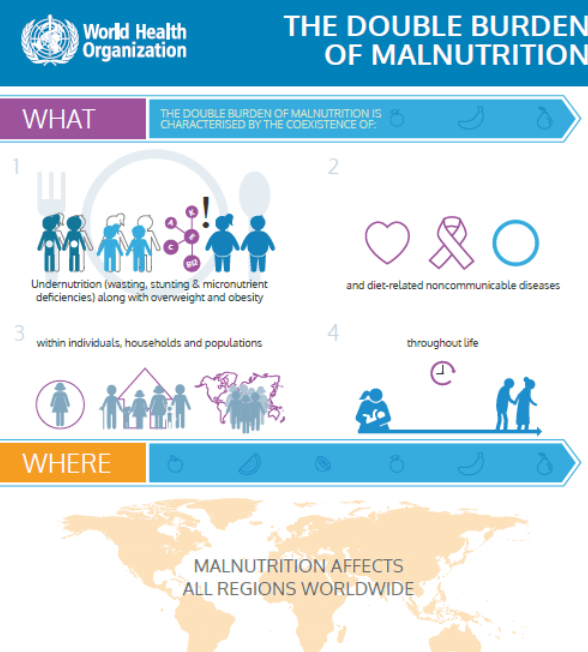 World Health
Organization
THE DOUBLE BURDEN
OF MALNUTRITION
WHAT
THE DOUBLE BURDEN OF MALNUTRITION IS
CHARACTERISED BY THE COEXISTENCE OF:
1
A
K
E
C
B12
!
Undernutrition (wasting, stunting & micronutrient
deficiencies) along with overweight and obesity
2
and diet-related noncommunicable diseases
3
within individuals, households and populations
4
throughout life
WHERE
MALNUTRITION AFFECTS
ALL REGIONS WORLDWIDE